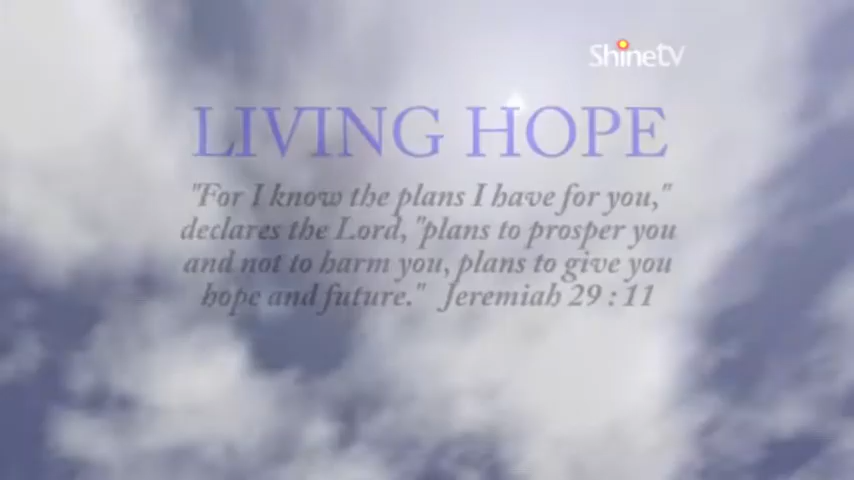 Shinetv
LIVING HOPE
"For I know the plans I have for you,"
declares the Lord, "plans to prosper you
and not to harm you, plans to give you
hope and future." Jeremiah 29 : 11